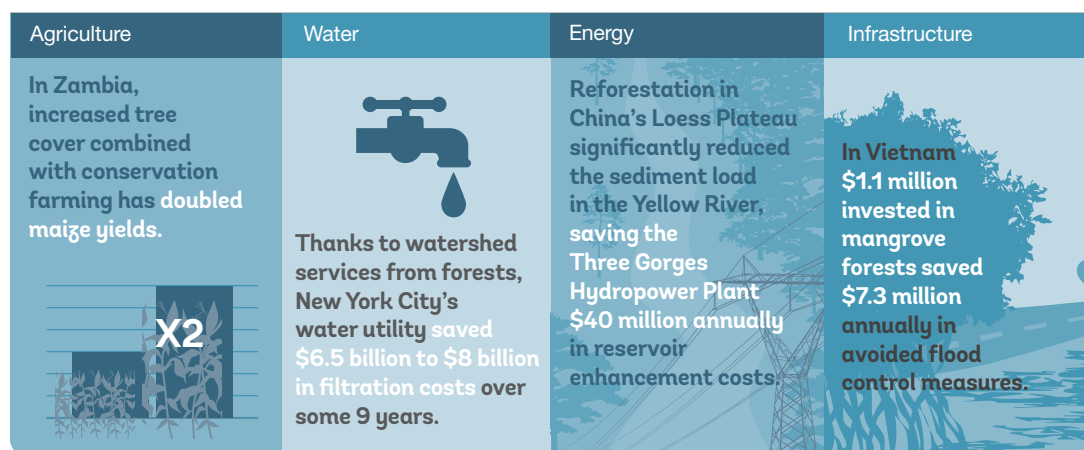 Agriculture
In Zambia,
increased tree
cover combined
with conservation
farming has doubled
maize yields.
X2
Water
Thanks to watershed
services from forests,
New York City's
water utility saved
$6.5 billion to $8 billion
in filtration costs over
some 9 years.
Energy
Reforestation in
China's Loess Plateau
significantly reduced
the sediment load
in the Yellow River,
saving the
Three Gorges
Hydropower Plant
$40 million annually
in reservoir
enhancement costs.
Infrastructure
In Vietnam
$1.1 million
invested in
mangrove
forests saved
$7.3 million
annually in
avoided flood
control measures.